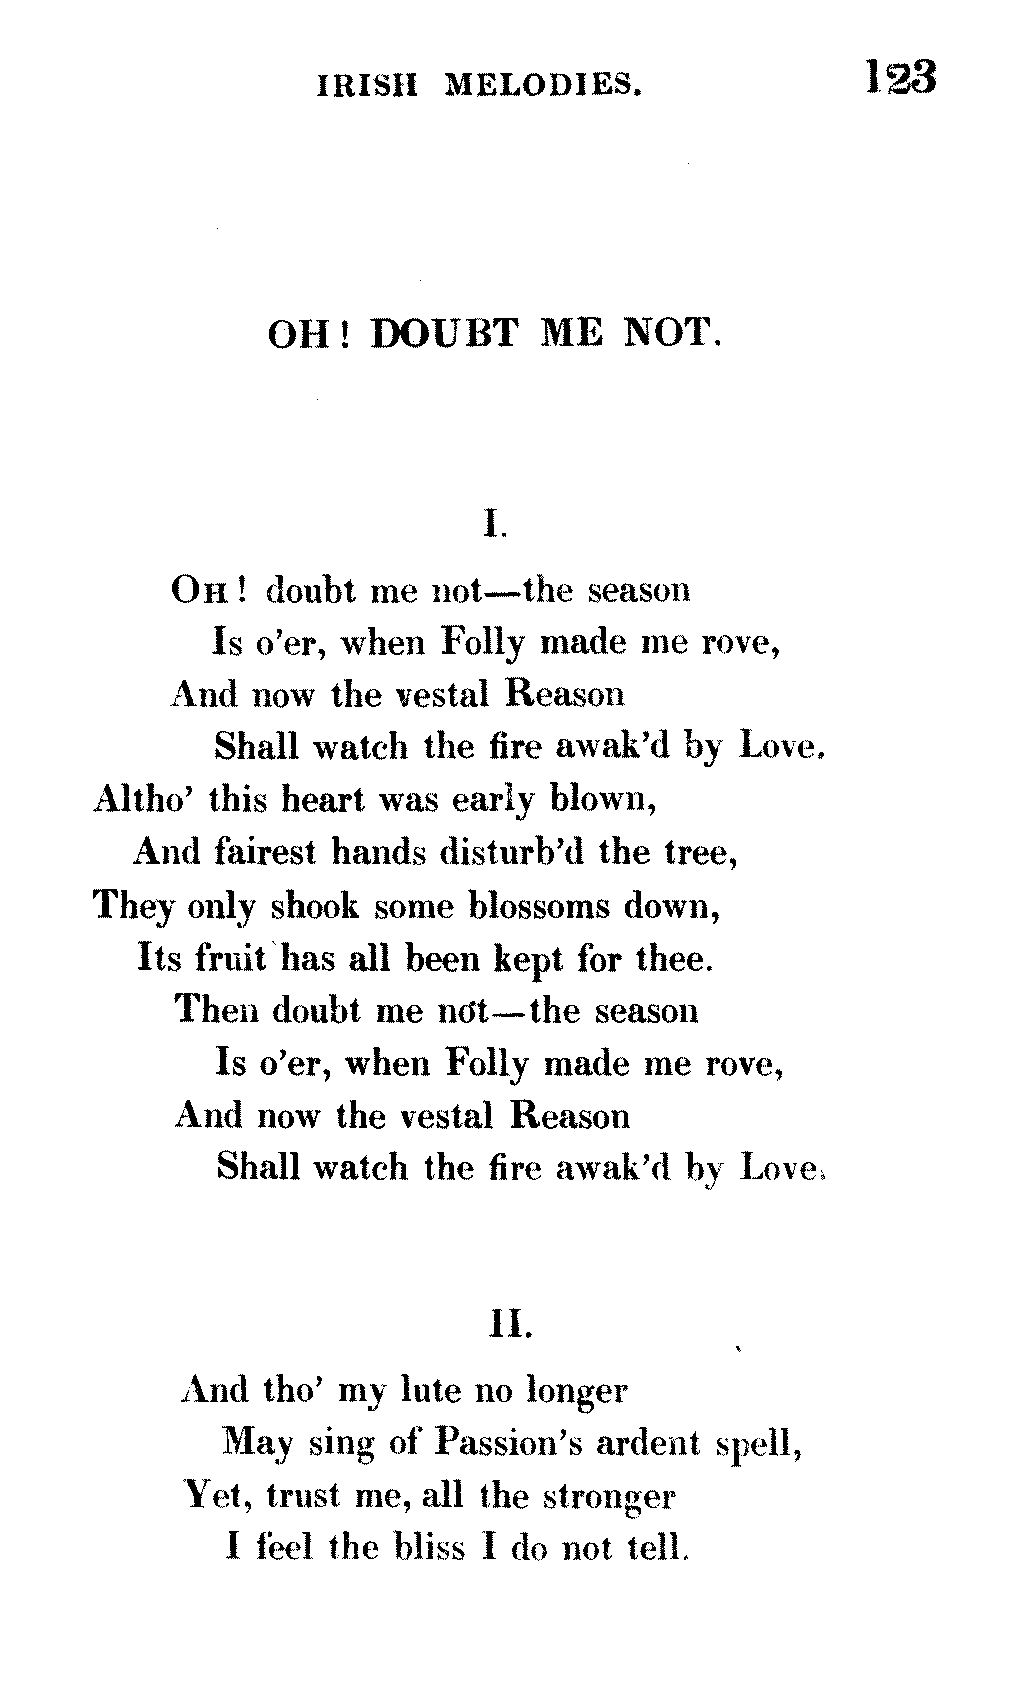 IRISH MELODIES. 123
OH! DOUBT ME NOT.
I.
OH! doubt me not—the season
Is o'er, when Folly made me rove,
And now the vestal Reason
Shall watch the fire awak'd by Love.
Altho' this heart was early blown,
And fairest hands disturb'd the tree,
They only shook some blossoms down,
Its fruit has all been kept for thee.
Then doubt me not—the season
Is o'er, when Folly made me rove,
And now the vestal Reason
Shall watch the fire awak'd by Love.
II.
And tho' my lute no longer
May sing of Passion's ardent spell,
Yet, trust me, all the stronger
I feel the bliss I do not tell.